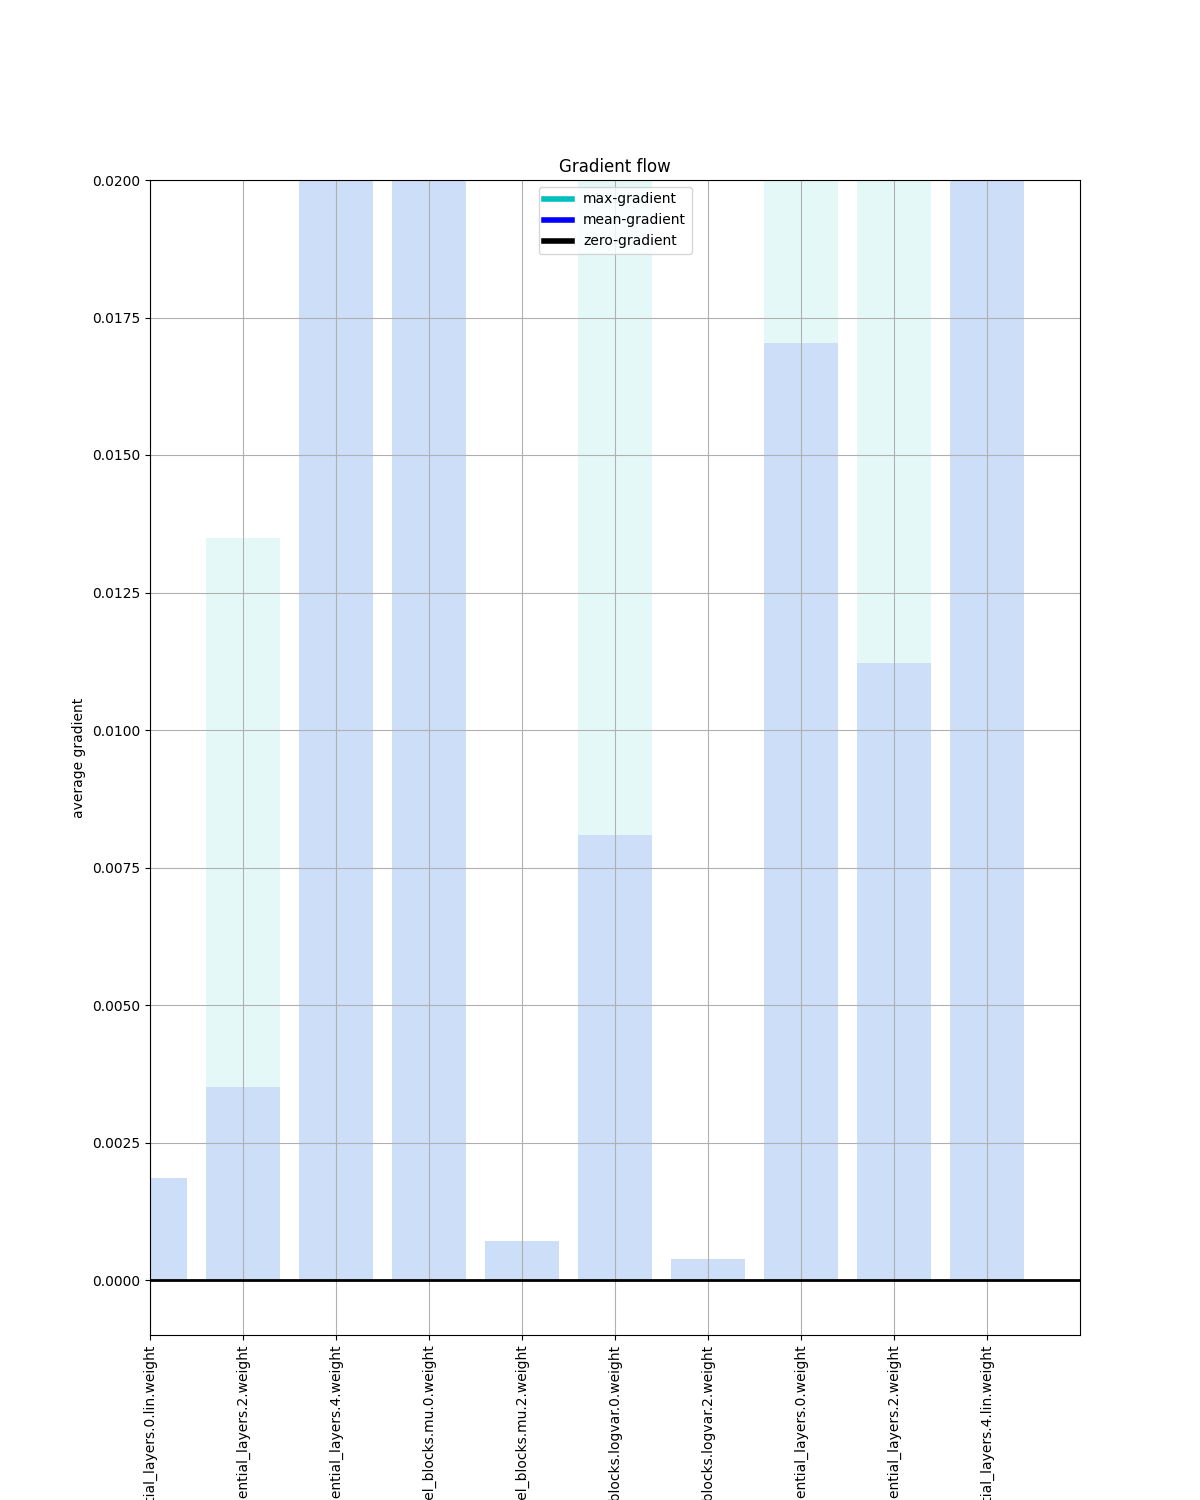 Gradient flow
max-gradient
mean-gradient
zero-gradient
0.0200
0.0175
0.0150
0.0125
0.0100
0.0075
0.0050
0.0025
0.0000
average gradient
tial_layers.0.lin.weight
ential_layers.2.weight
ential_layers.4.weight
el_blocks.mu.0.weight
el_blocks.mu.2.weight
blocks.logvar.0.weight
blocks.logvar.2.weight
ential_layers.0.weight
ential_layers.2.weight
tial_layers.4.lin.weight